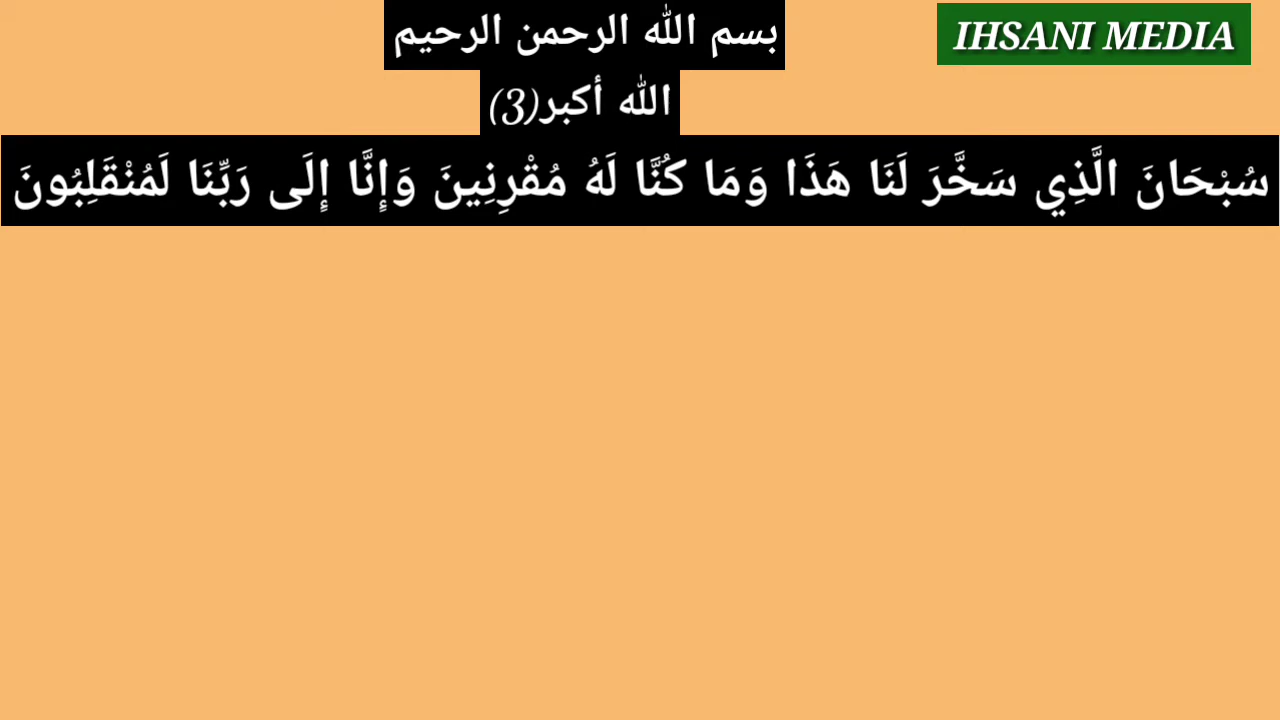 بسم الله الرحمن الرحيم
IHSANI MEDIA
الله أكبر(3)
سُبْحَانَ الَّذِي سَخَّرَ لَنَا هَذَا وَمَا كُنَّا لَهُ مُقْرِنِينَ وَإِنَّا إِلَى رَبِّنَا لَمُنْقَلِبُونَ